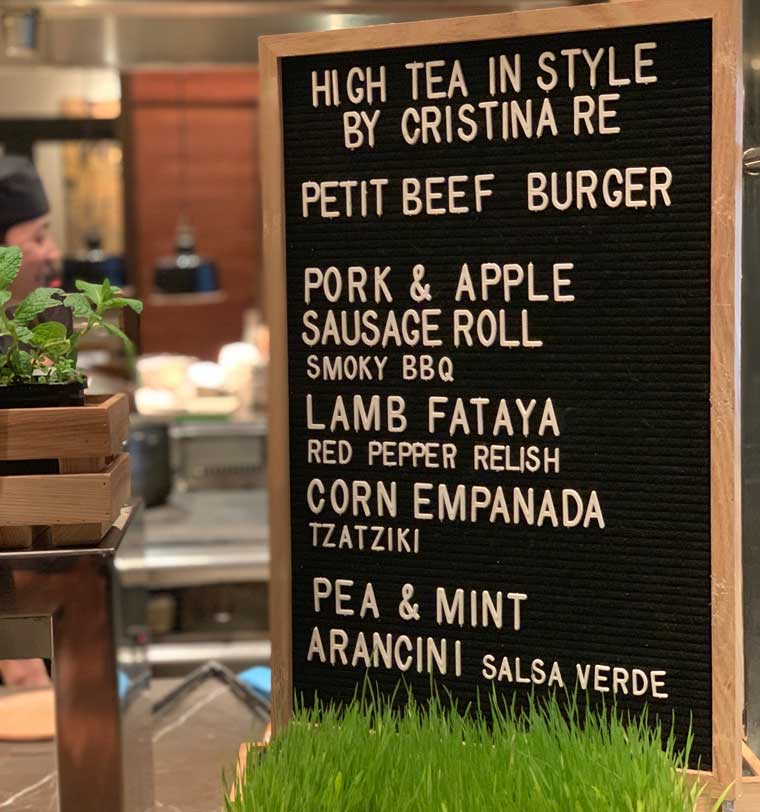 HIGH TEA IN STYLE
BY CRISTINA RE
PETIT BEEF BURGER
PORK & APPLE
SAUSAGE ROLL
SMOKY BBQ
LAMB FATAYA
RED PEPPER RELISH
CORN EMPANADA
TZATZIKI
PEA & MINT
ARANCINI SALSA VERDE